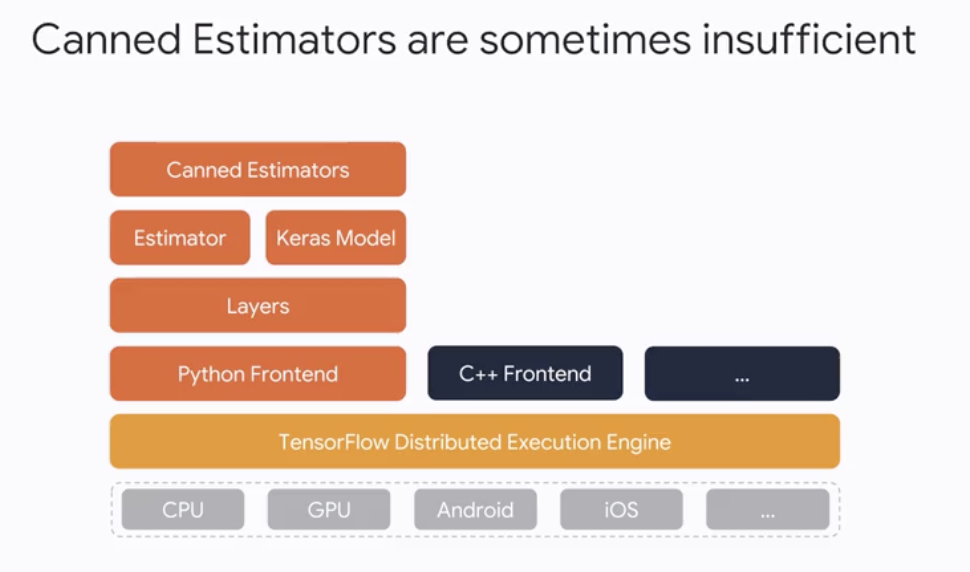 Canned Estimators are sometimes insufficient
Canned Estimators
Estimator
Keras Model
Layers
Python Frontend
C++ Frontend
...
TensorFlow Distributed Execution Engine
CPU
GPU
Android
iOS
...